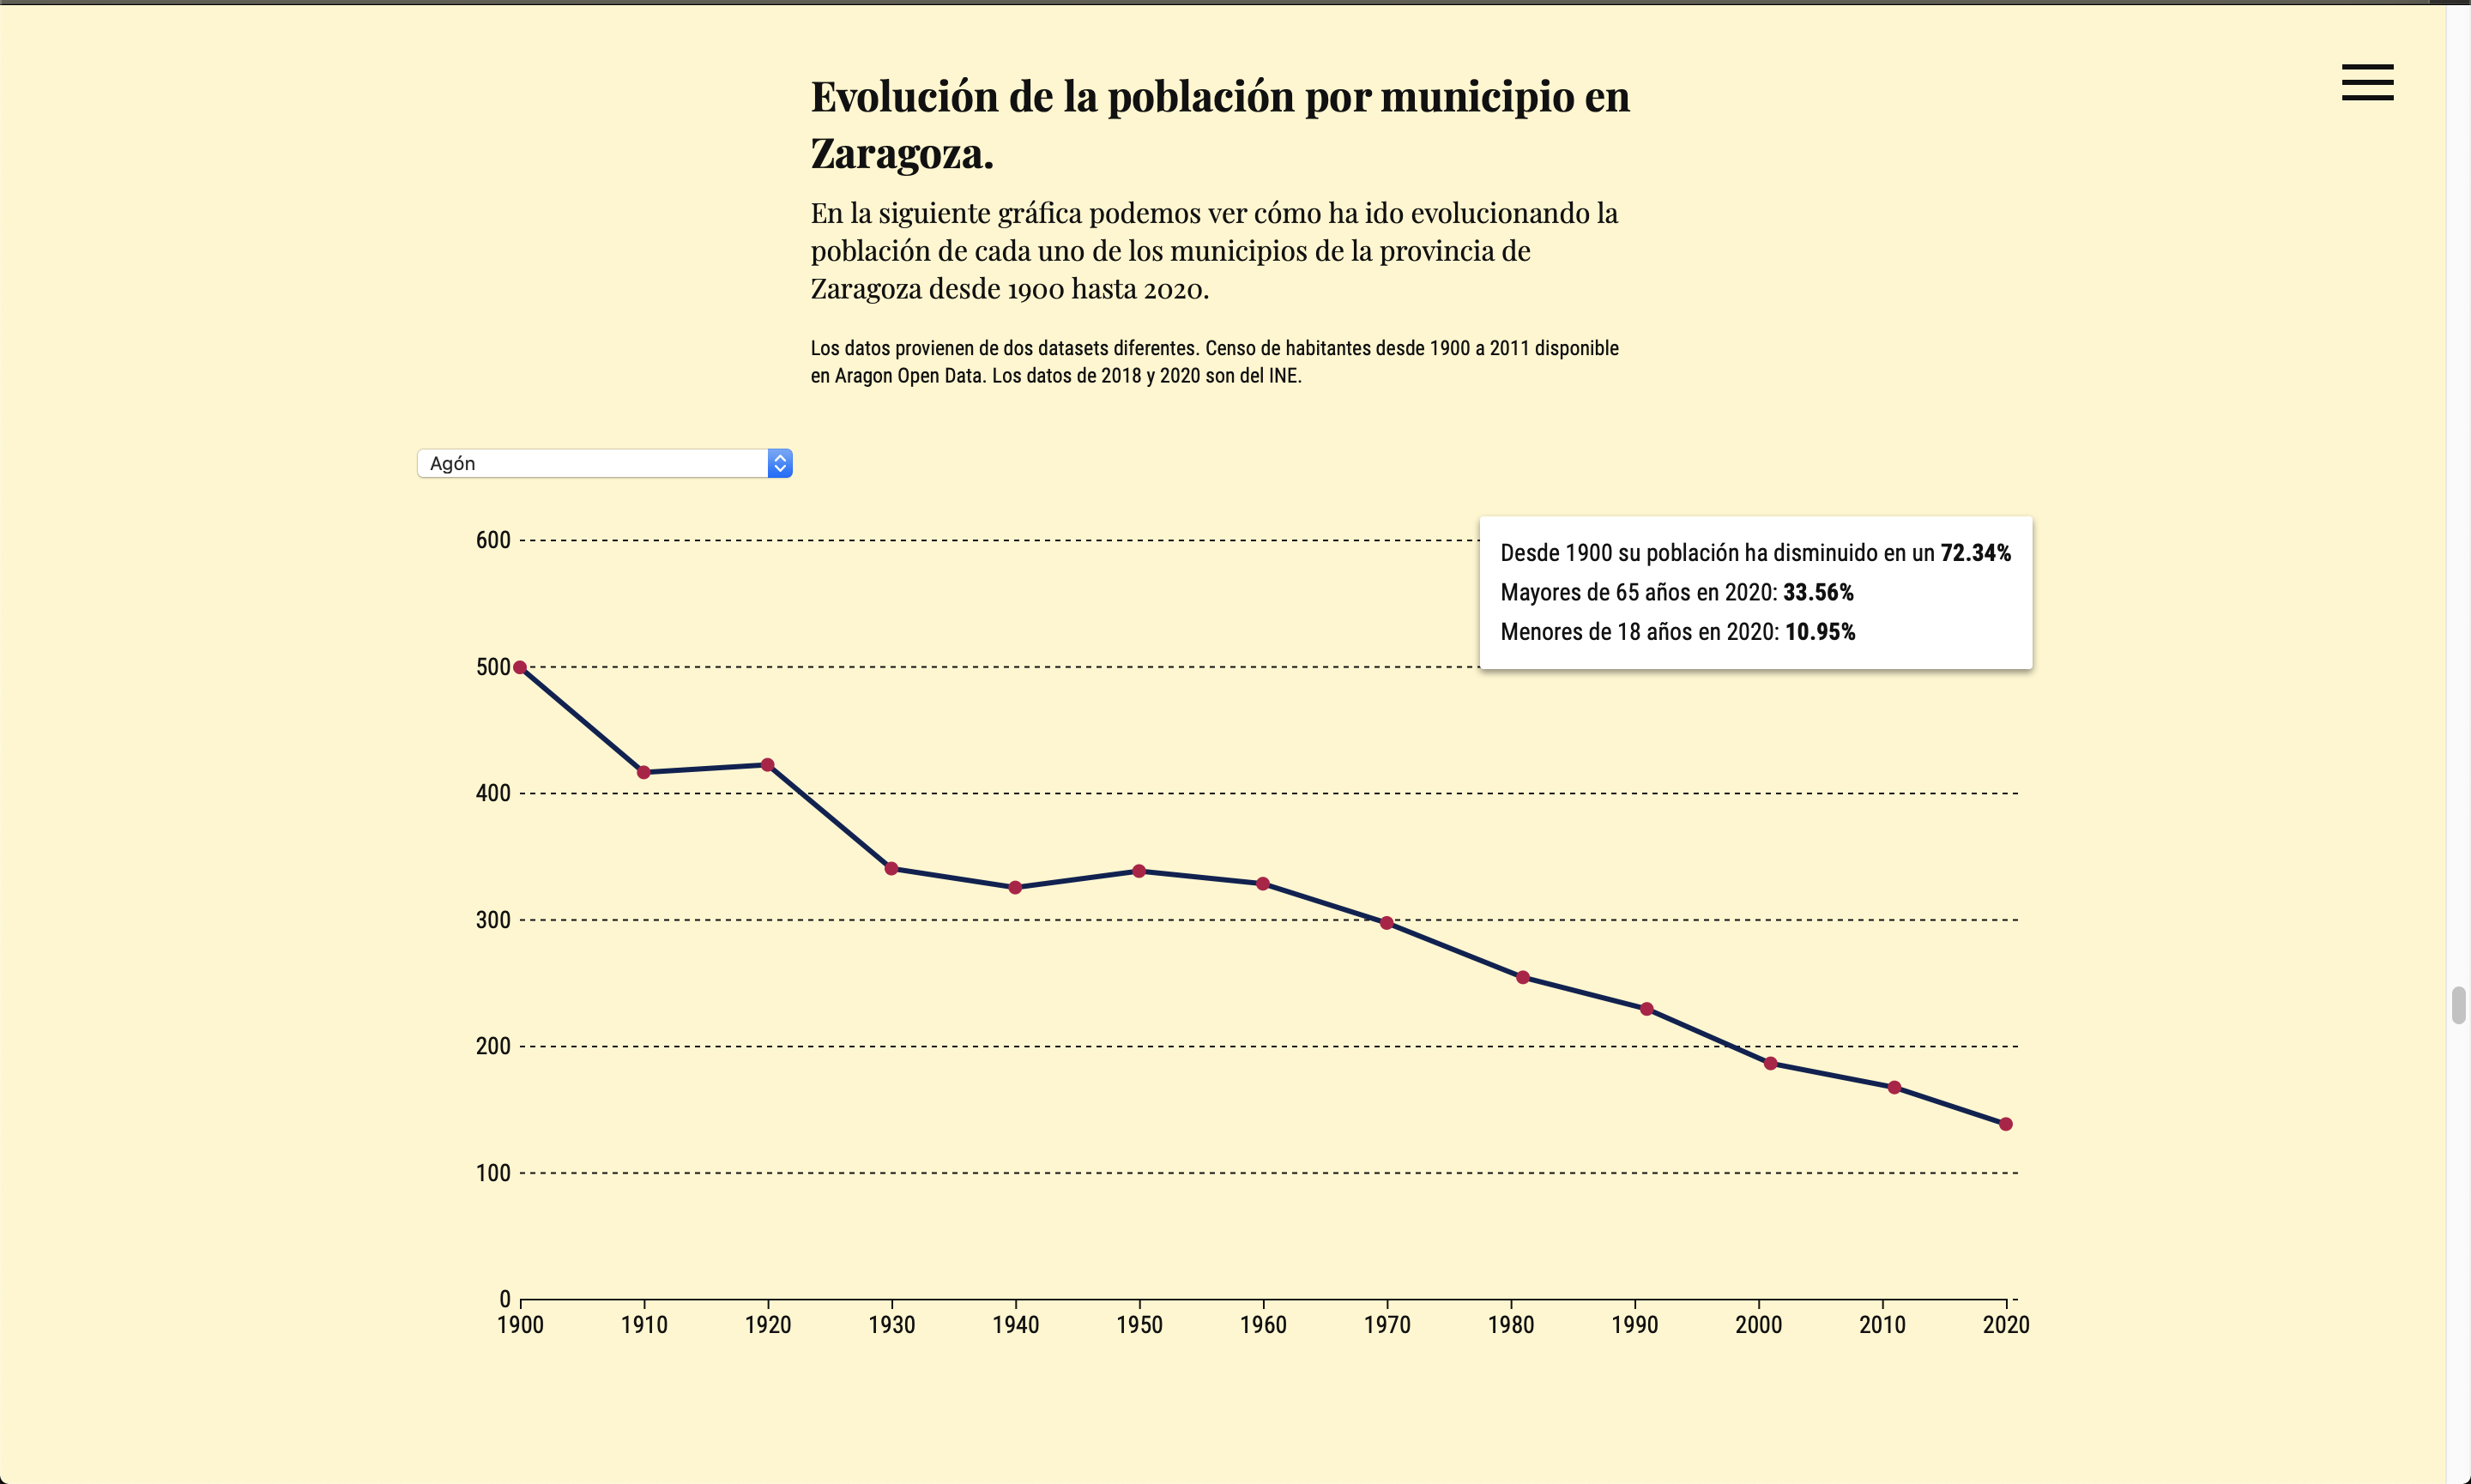 Evolución de la población por municipio en
Zaragoza.
En la siguiente gráfica podemos ver cómo ha ido evolucionando la
población de cada uno de los municipios de la provincia de
Zaragoza desde 1900 hasta 2020.
Los datos provienen de dos datasets diferentes. Censo de habitantes desde 1900 a 2011 disponible
en Aragon Open Data. Los datos de 2018 y 2020 son del INE.
Agón
Desde 1900 su población ha disminuido en un 72.34%
Mayores de 65 años en 2020: 33.56%
Menores de 18 años en 2020: 10.95%
600
500
400
300
200
100
0
1900 1910 1920 1930 1940 1950 1960 1970 1980 1990 2000 2010 2020